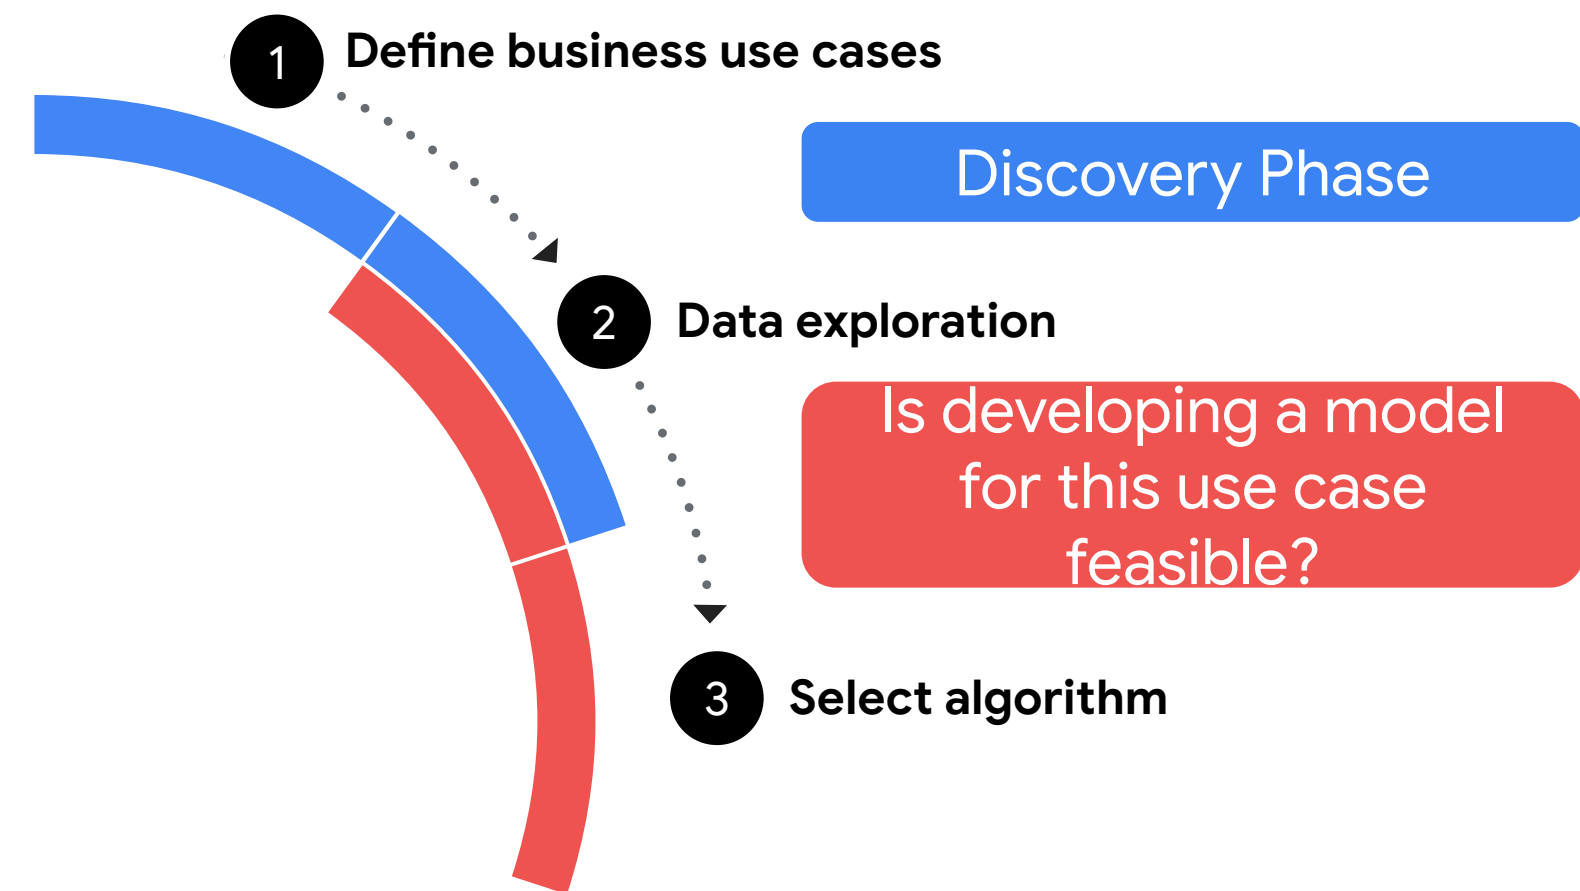 1 Define business use cases
Discovery Phase
2 Data exploration
Is developing a model
for this use case
feasible?
3 Select algorithm